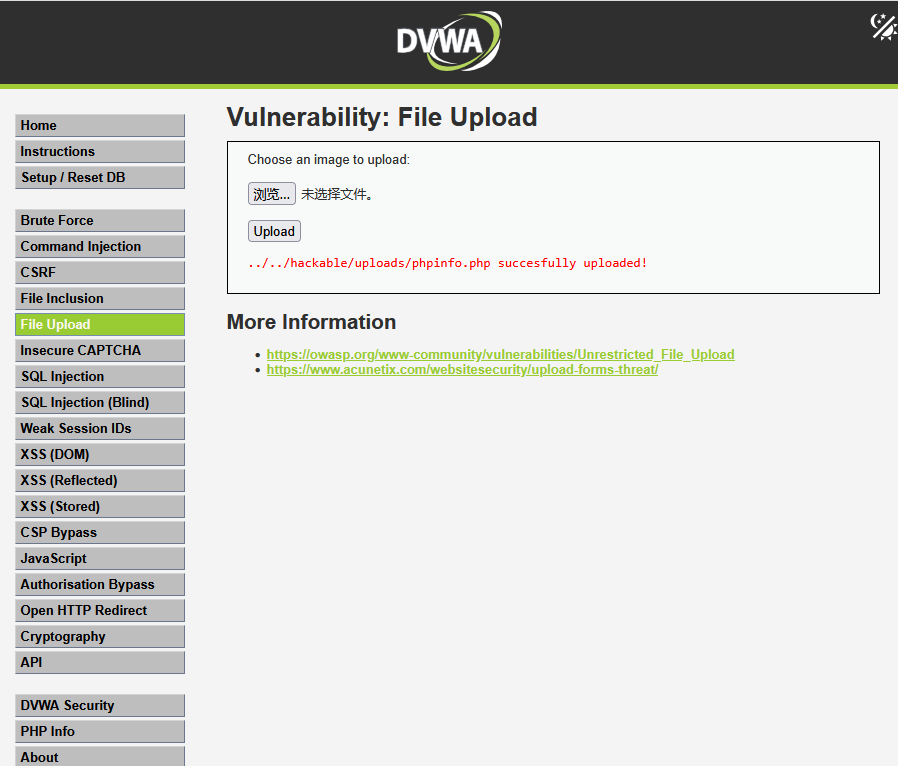 DVWA
Home
Instructions
Setup / Reset DB
Brute Force
Command Injection
CSRF
File Inclusion
File Upload
Insecure CAPTCHA
SQL Injection
SQL Injection (Blind)
Weak Session IDs
XSS (DOM)
XSS (Reflected)
XSS (Stored)
CSP Bypass
JavaScript
Authorisation Bypass
Open HTTP Redirect
Cryptography
API
DVWA Security
PHP Info
About
Vulnerability: File Upload
Choose an image to upload:
浏览... 未选择文件。
Upload
../../hackable/uploads/phpinfo.php succesfully uploaded!
More Information
https://owasp.org/www-community/vulnerabilities/Unrestricted_File_Upload
https://www.acunetix.com/websitesecurity/upload-forms-threat/